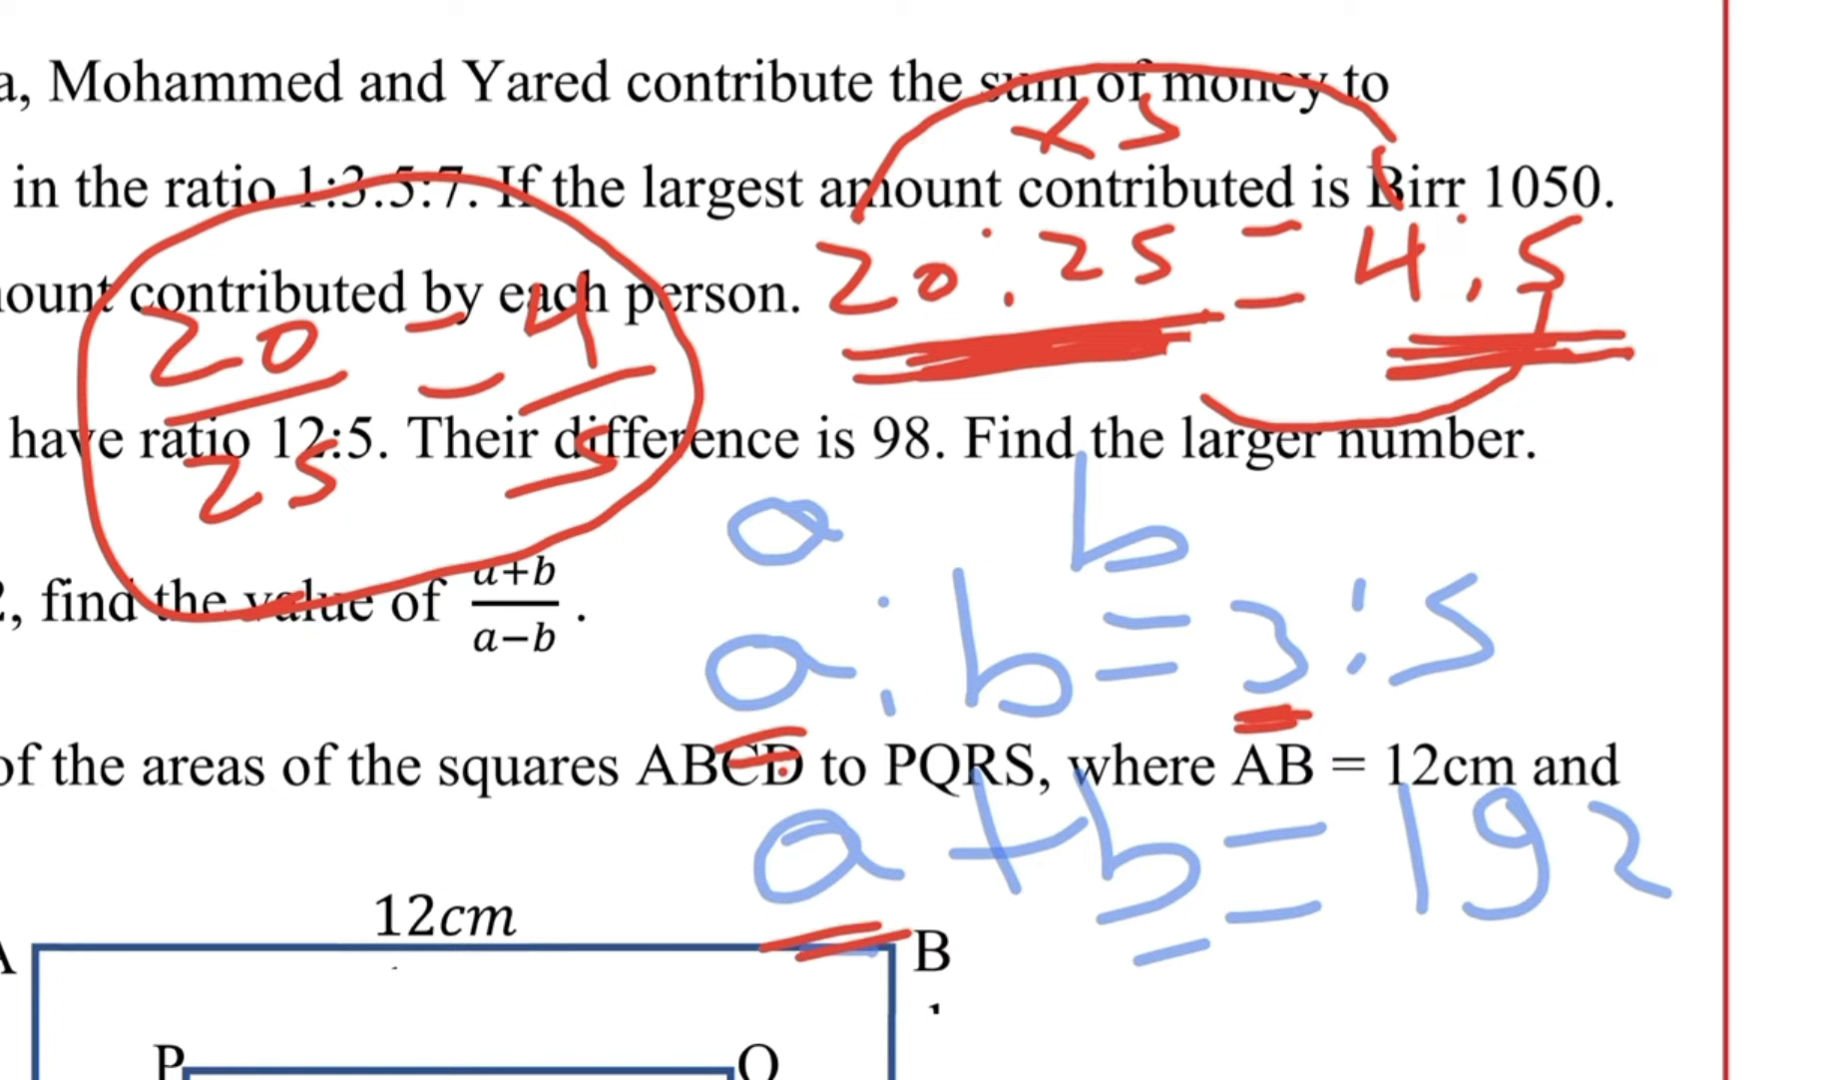 a, Mohammed and Yared contribute the sum of money to
×5
in the ratio 1:3:5:7. If the largest amount contributed is Birr 1050.
20:25 = 4:5
ount contributed by each person.
20/25 = 4/5
have ratio 12:5. Their difference is 98. Find the larger number.
a b
2, find the value of a+b/a−b .
a:b = 3:5
of the areas of the squares ABCD to PQRS, where AB = 12cm and
a+b = 192
12cm
A B
P Q